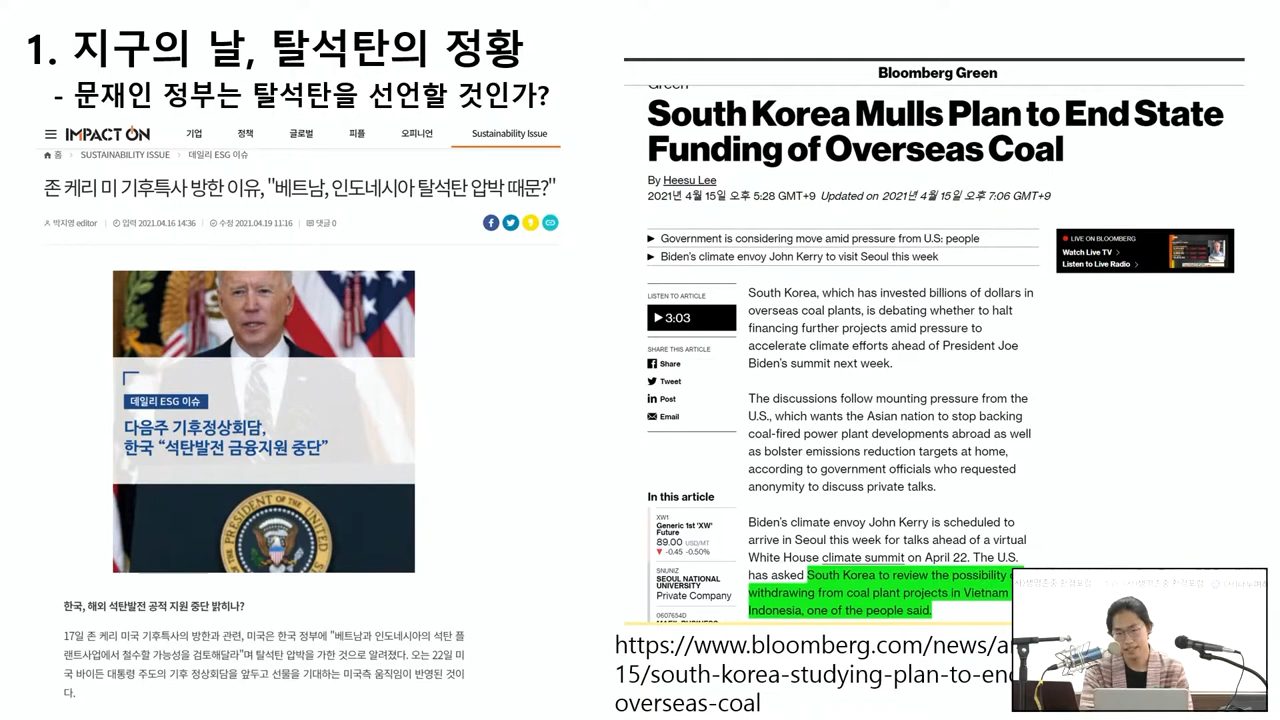 1. 지구의 날, 탈석탄의 정황
- 문재인 정부는 탈석탄을 선언할 것인가?
IMPACT ON 기업 정책 글로벌 피플 오피니언 Sustainability Issue
홈 > SUSTAINABILITY ISSUE > 데일리 ESG 이슈
존 케리 미 기후특사 방한 이유, "베트남, 인도네시아 탈석탄 압박 때문?"
박지영 editor 입력 2021.04.16 14:36 수정 2021.04.19 11:16 댓글 0
데일리 ESG 이슈
다음주 기후정상회담,
한국 “석탄발전 금융지원 중단”
PRESIDENT
한국, 해외 석탄발전 공적 지원 중단 밝히나?
17일 존 케리 미국 기후특사의 방한과 관련, 미국은 한국 정부에 "베트남과 인도네시아의 석탄 플
랜트사업에서 철수할 가능성을 검토해달라"며 탈석탄 압박을 가한 것으로 알려졌다. 오는 22일 미
국 바이든 대통령 주도의 기후 정상회담을 앞두고 선물을 기대하는 미국측 움직임이 반영된 것이
다.
Bloomberg Green
Green
South Korea Mulls Plan to End State
Funding of Overseas Coal
By Heesu Lee
2021년 4월 15일 오후 5:28 GMT+9 Updated on 2021년 4월 15일 오후 7:06 GMT+9
▶ Government is considering move amid pressure from U.S: people
▶ Biden’s climate envoy John Kerry to visit Seoul this week
LIVE ON BLOOMBERG
Watch Live TV >
Listen to Live Radio >
LISTEN TO ARTICLE
▶ 3:03
SHARE THIS ARTICLE
Share
Tweet
Post
Email
South Korea, which has invested billions of dollars in
overseas coal plants, is debating whether to halt
financing further projects amid pressure to
accelerate climate efforts ahead of President Joe
Biden’s summit next week.
The discussions follow mounting pressure from the
U.S., which wants the Asian nation to stop backing
coal-fired power plant developments abroad as well
as bolster emissions reduction targets at home,
according to government officials who requested
anonymity to discuss private talks.
In this article
XW1
Generic 1st 'XW'
Future
89.00 USD/MT
▼ -0.45 -0.50%
SNUNIZ
SEOUL NATIONAL
UNIVERSITY
Private Company
0607654D
Biden’s climate envoy John Kerry is scheduled to
arrive in Seoul this week for talks ahead of a virtual
White House climate summit on April 22. The U.S.
has asked South Korea to review the possibility
withdrawing from coal plant projects in Vietnam
Indonesia, one of the people said.
https://www.bloomberg.com/news/ar
15/south-korea-studying-plan-to-end
overseas-coal